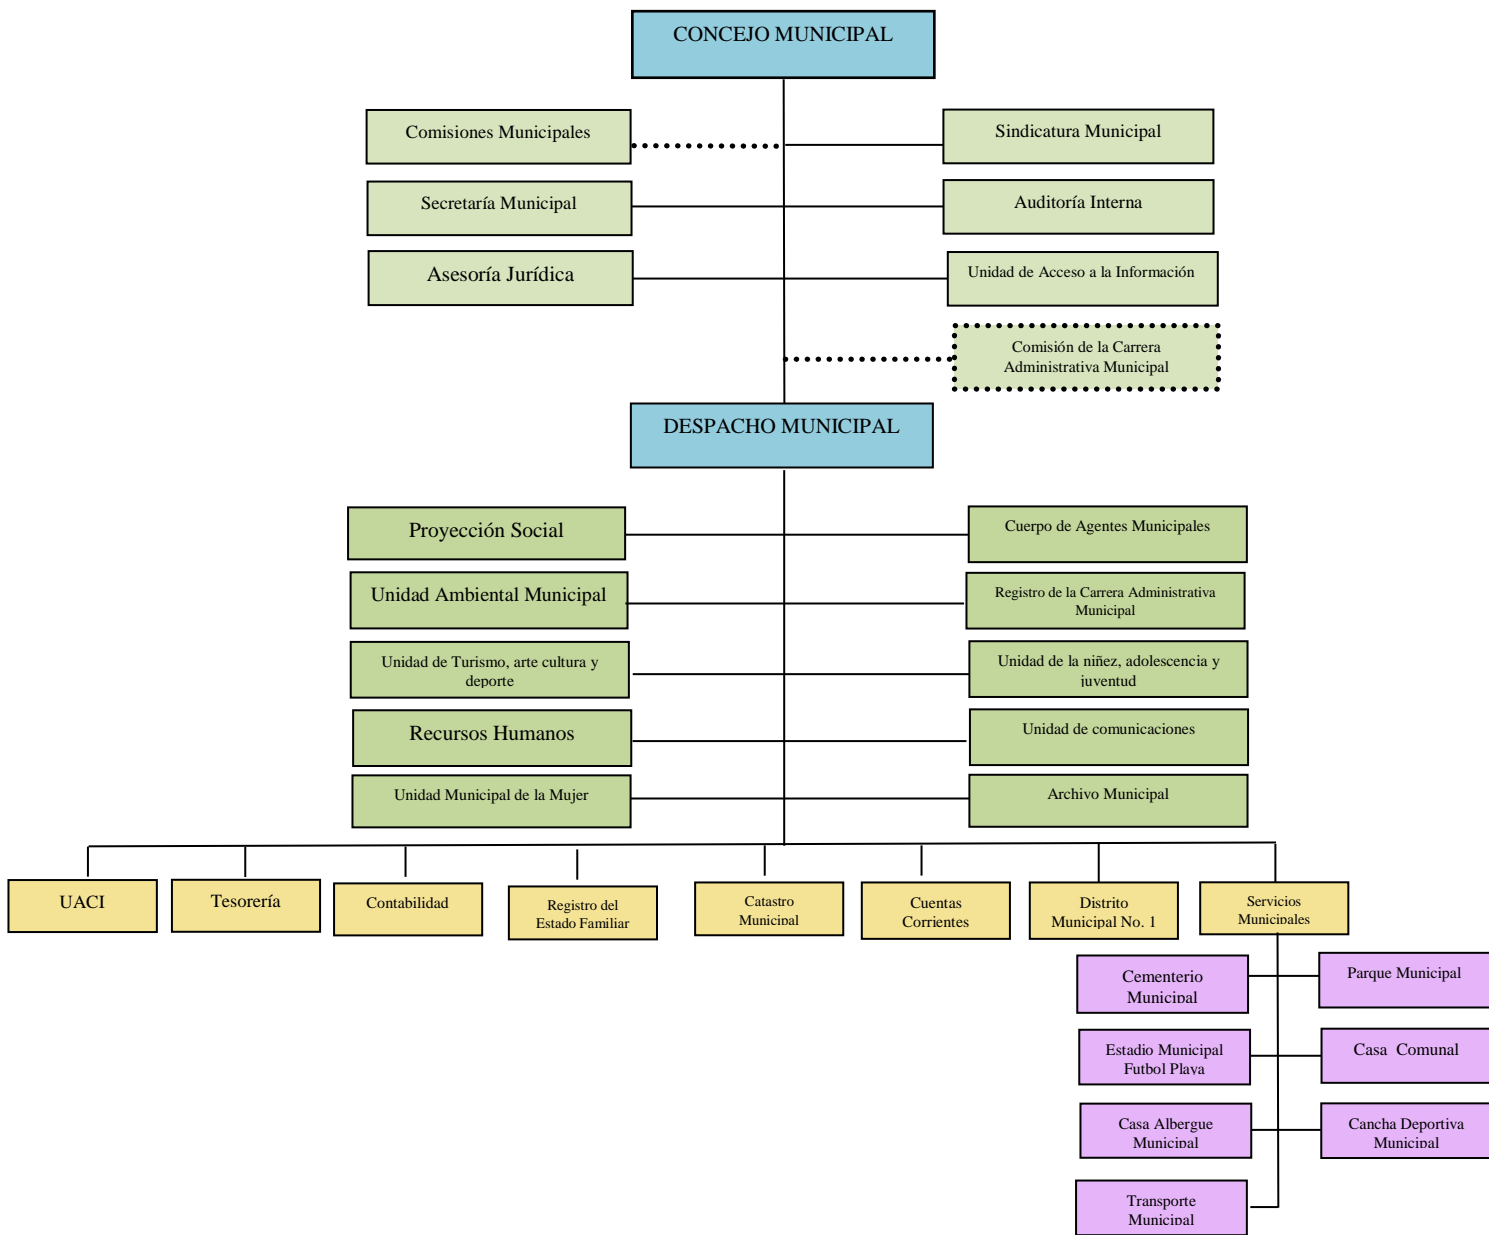 CONCEJO MUNICIPAL
Comisiones Municipales
Sindicatura Municipal
Secretaría Municipal
Auditoría Interna
Asesoría Jurídica
Unidad de Acceso a la Información
Comisión de la Carrera
Administrativa Municipal
DESPACHO MUNICIPAL
Proyección Social
Cuerpo de Agentes Municipales
Unidad Ambiental Municipal
Registro de la Carrera Administrativa
Municipal
Unidad de Turismo, arte cultura y
deporte
Unidad de la niñez, adolescencia y
juventud
Recursos Humanos
Unidad de comunicaciones
Unidad Municipal de la Mujer
Archivo Municipal
UACI
Tesorería
Contabilidad
Registro del
Estado Familiar
Catastro
Municipal
Cuentas
Corrientes
Distrito
Municipal No. 1
Servicios
Municipales
Cementerio
Municipal
Parque Municipal
Estadio Municipal
Futbol Playa
Casa Comunal
Casa Albergue
Municipal
Cancha Deportiva
Municipal
Transporte
Municipal